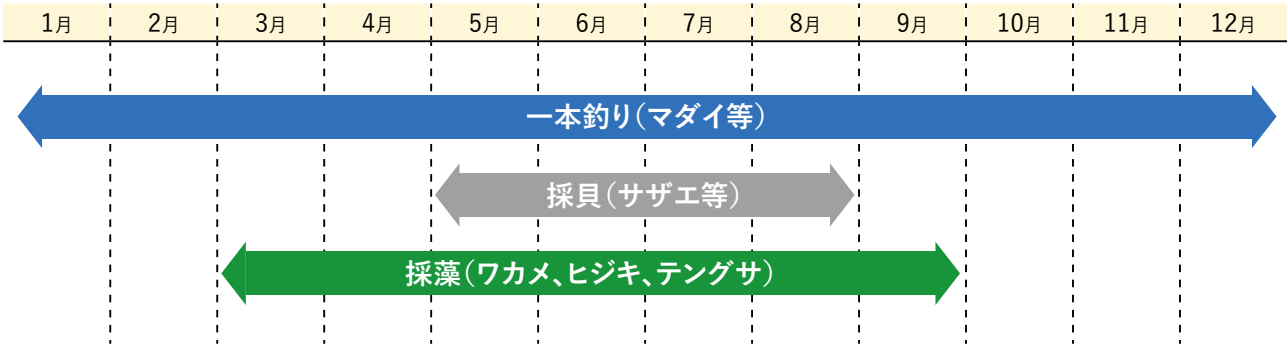 1月 2月 3月 4月 5月 6月 7月 8月 9月 10月 11月 12月
一本釣り(マダイ等)
採貝(サザエ等)
採藻(ワカメ、ヒジキ、テングサ)